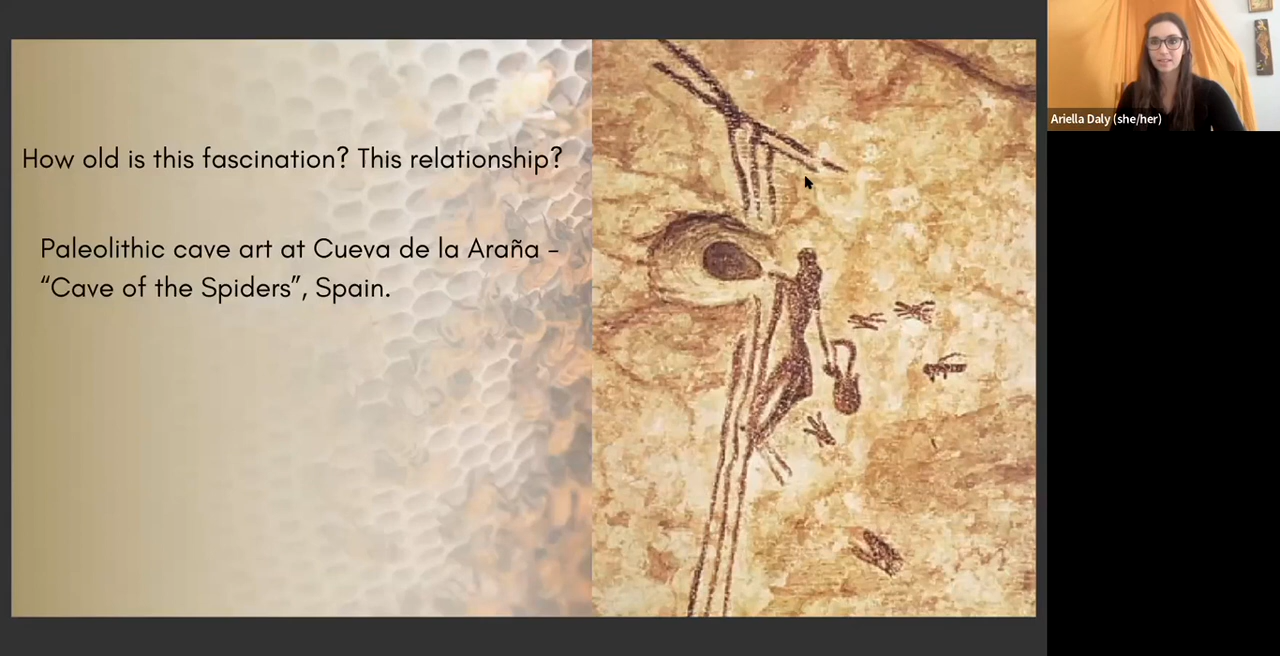 How old is this fascination? This relationship?
Paleolithic cave art at Cueva de la Araña -
“Cave of the Spiders”, Spain.
Ariella Daly (she/her)